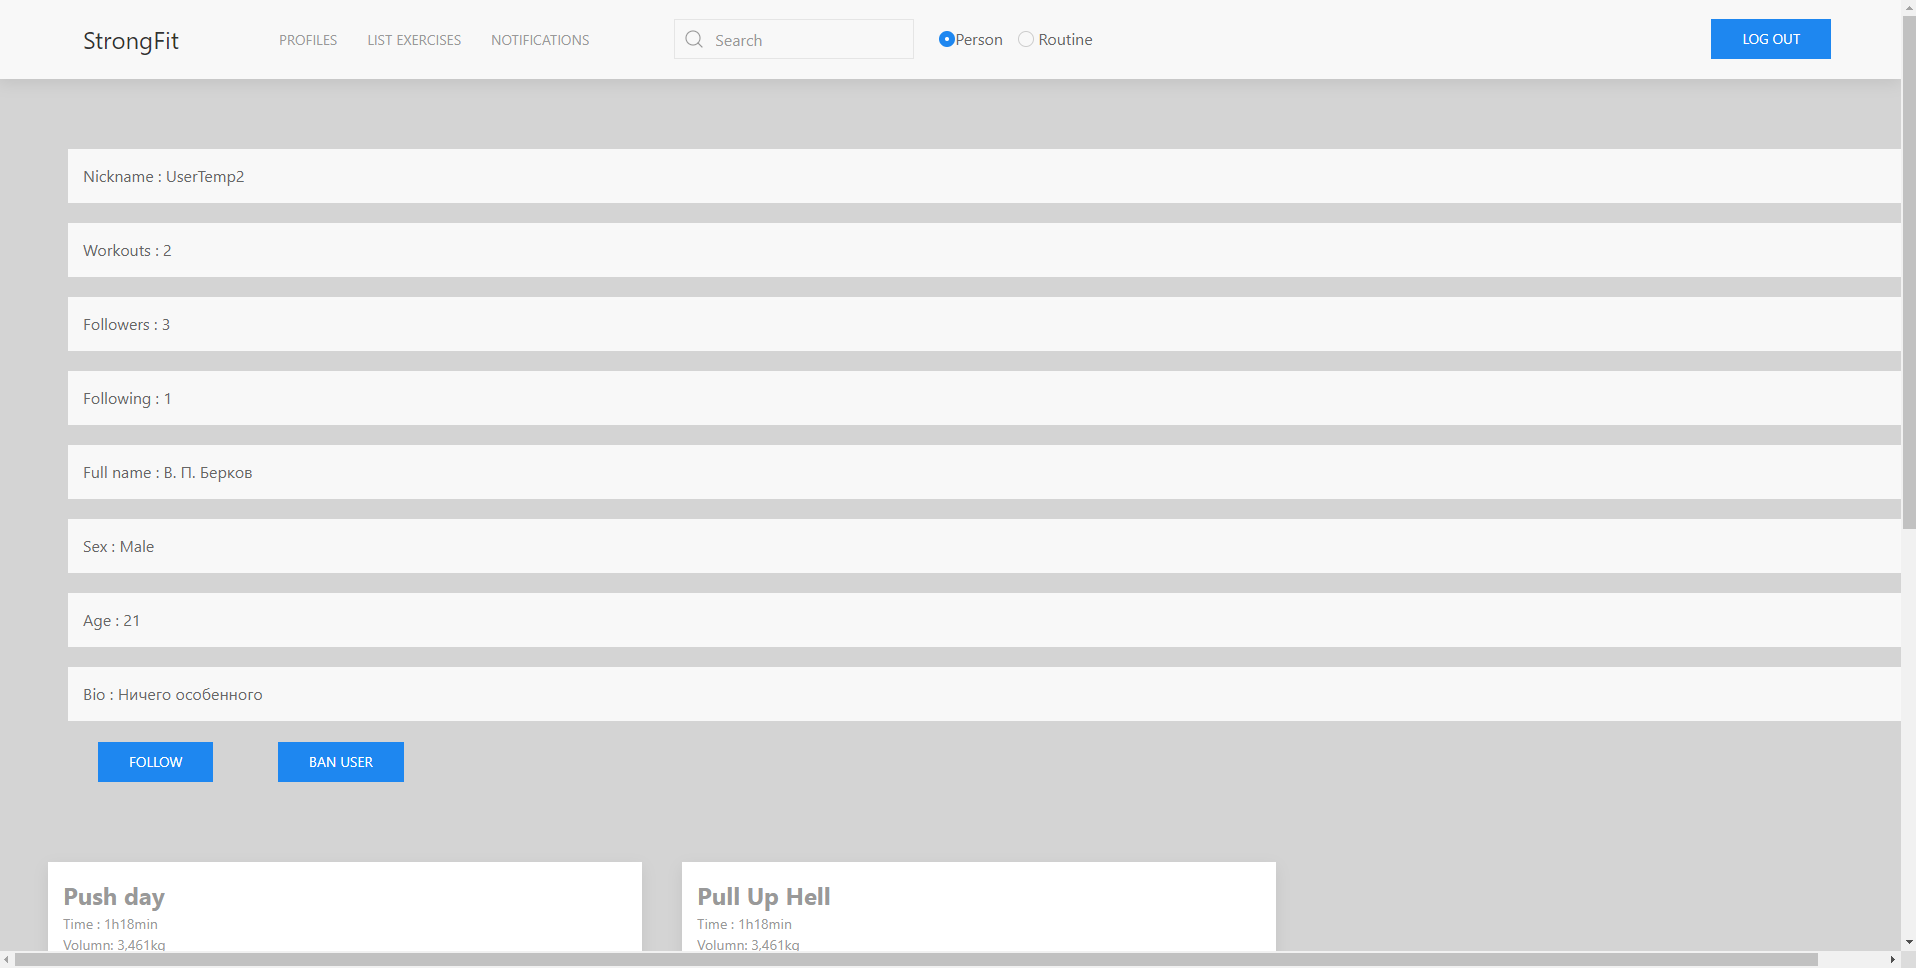 StrongFit
PROFILES
LIST EXERCISES
NOTIFICATIONS
Search
Person
Routine
LOG OUT
Nickname : UserTemp2
Workouts : 2
Followers : 3
Following : 1
Full name : В. П. Берков
Sex : Male
Age : 21
Bio : Ничего особенного
FOLLOW
BAN USER
Push day
Time : 1h18min
Volumn: 3,461kg
Pull Up Hell
Time : 1h18min
Volumn: 3,461kg